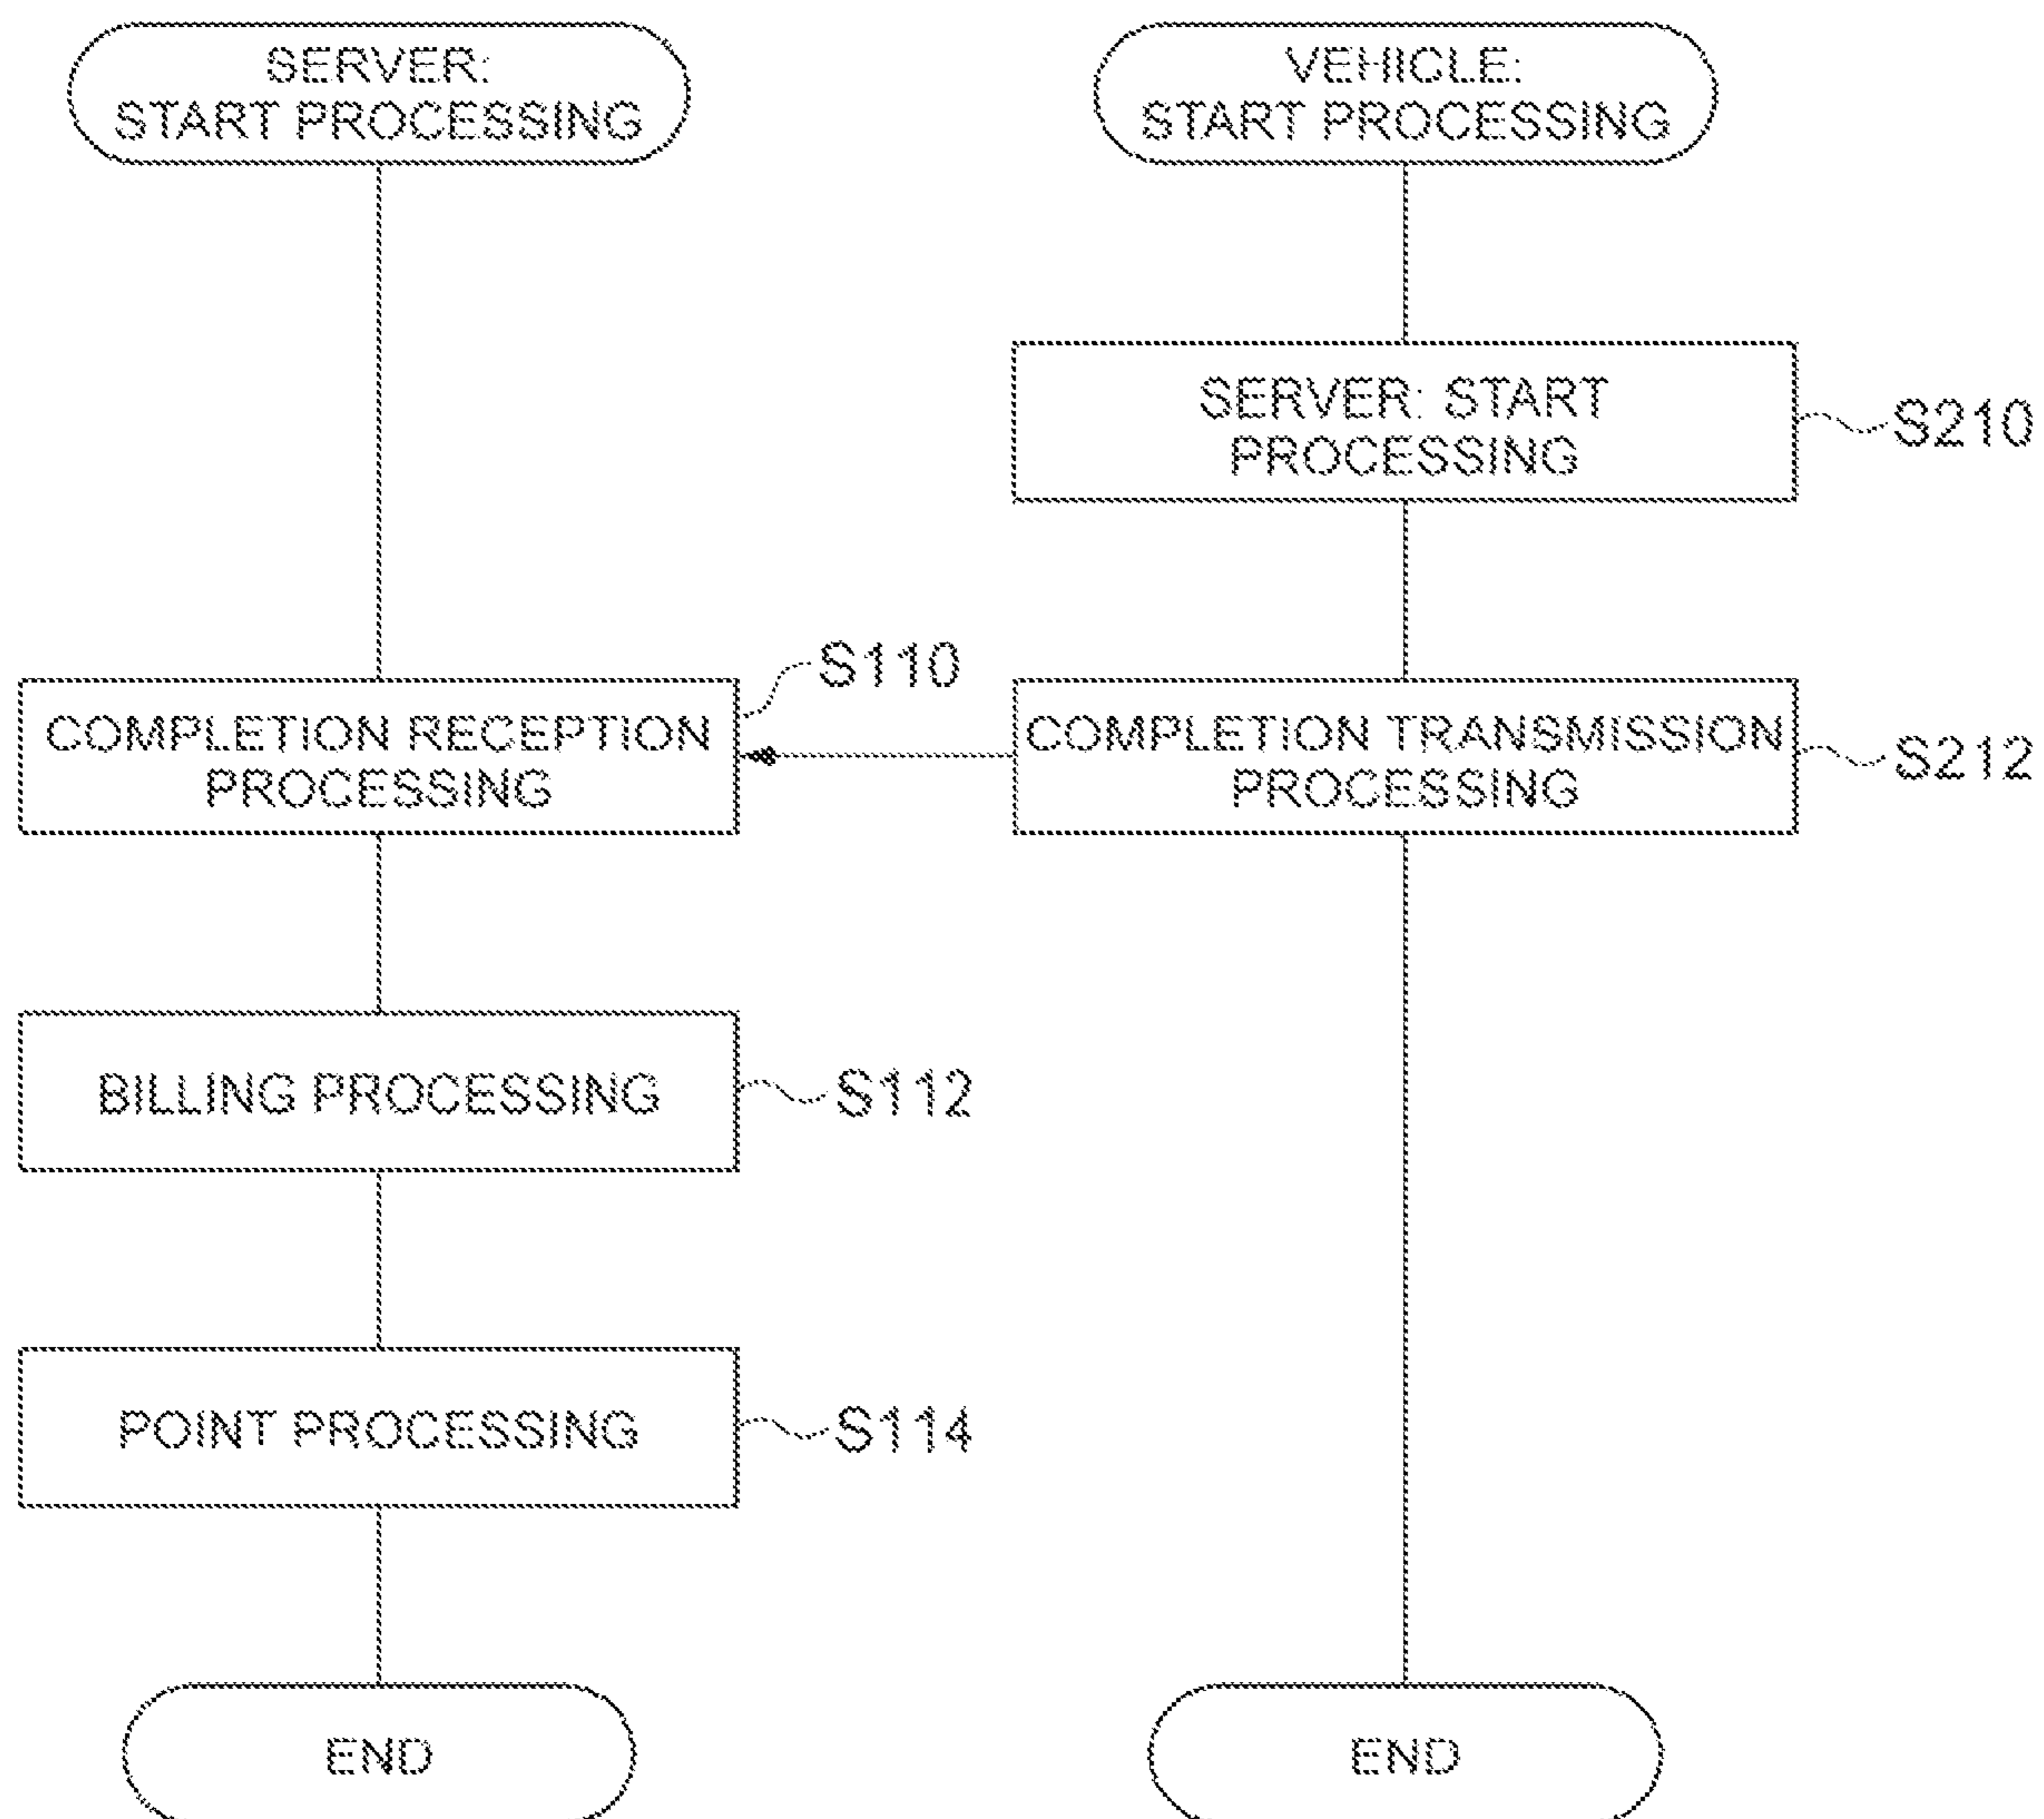 SERVER:
START PROCESSING
VEHICLE:
START PROCESSING
SERVER: START
PROCESSING
S210
S110
COMPLETION RECEPTION
PROCESSING
COMPLETION TRANSMISSION
PROCESSING
S212
BILLING PROCESSING
S112
POINT PROCESSING
S114
END
END